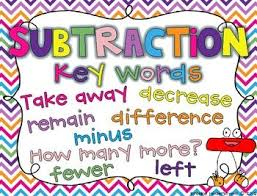 SUBTRACTION
Key Words
Take away decrease
remain difference
minus
How many more?
fewer left